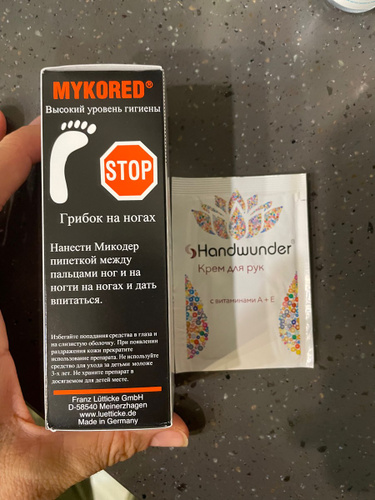 MYKORED®
Высокий уровень гигиены
STOP
Грибок на ногах
Нанести Микодер
пипеткой между
пальцами ног и на
ногти на ногах и дать
впитаться.
Избегайте попадания средства в глаза и
на слизистую оболочку. При появлении
раздражения кожи прекратите
использование препарата. Не используйте
средство для ухода за детьми моложе
3-х лет. Не храните препарат в
досягаемом для детей месте.
Franz Lütticke GmbH
D-58540 Meinerzhagen
www.luetticke.de
Made in Germany
Handwunder®
Крем для рук
с витаминами А + Е